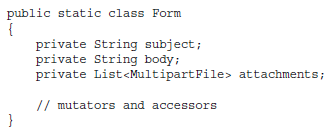 public static class Form
{
    private String subject;
    private String body;
    private List<MultipartFile> attachments;

    // mutators and accessors
}